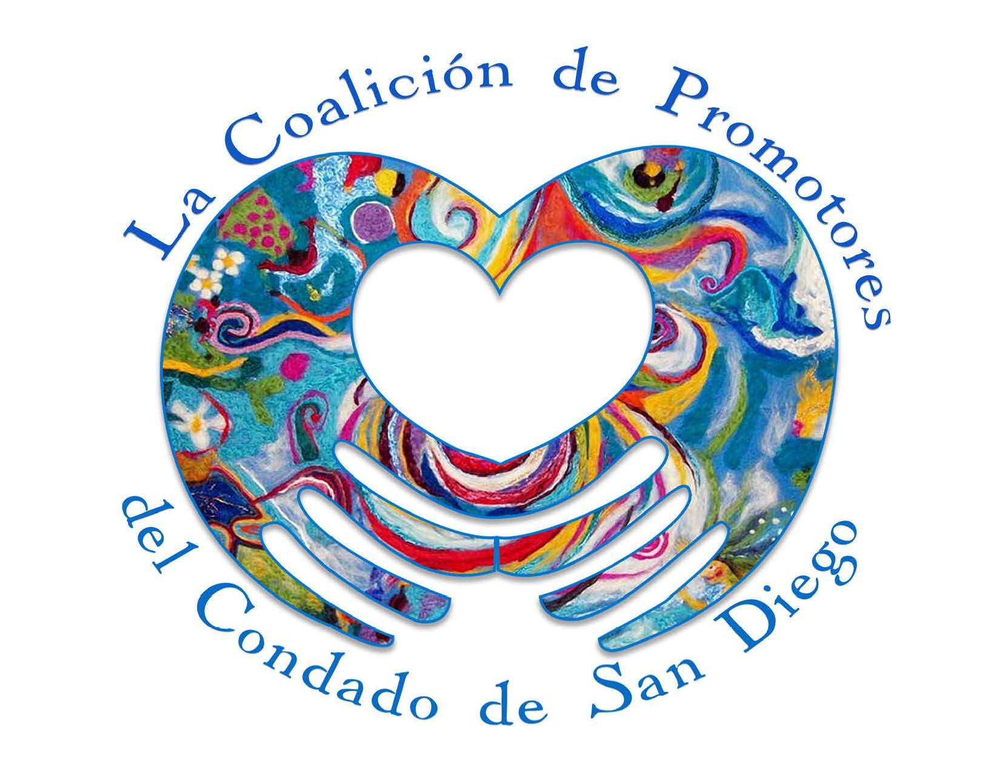 La Coalición de Promotores
del Condado de San Diego